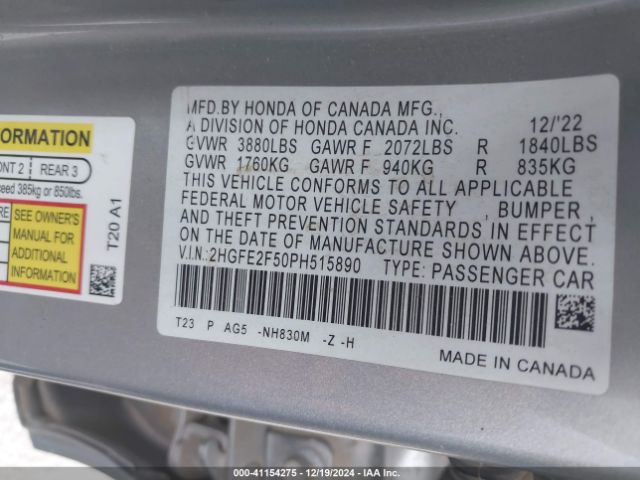 ORMATION
ONT 2 REAR 3
ceed 385kg or 850lbs.
RE
SEE OWNER'S
MANUAL FOR
ADDITIONAL
INFORMATION
T20 A1
MFD.BY HONDA OF CANADA MFG.,
A DIVISION OF HONDA CANADA INC. 12/'22
GVWR 3880LBS GAWR F 2072LBS R 1840LBS
GVWR 1760KG GAWR F 940KG R 835KG
THIS VEHICLE CONFORMS TO ALL APPLICABLE
FEDERAL MOTOR VEHICLE SAFETY , BUMPER ,
AND THEFT PREVENTION STANDARDS IN EFFECT
ON THE DATE OF MANUFACTURE SHOWN ABOVE.
V.I.N.:2HGFE2F50PH515890 TYPE: PASSENGER CAR
T23 P AG5 -NH830M -Z -H
MADE IN CANADA
000-41154275 - 12/19/2024 - IAA Inc.